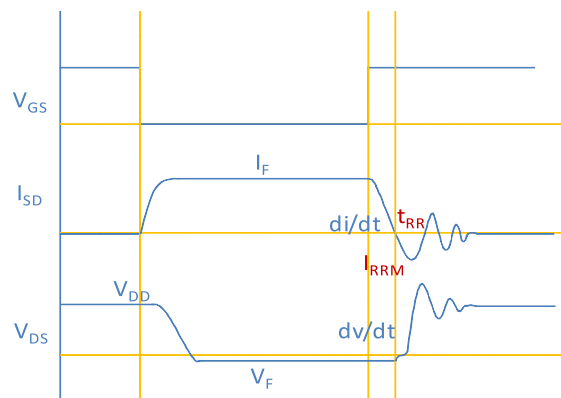 V_GS
I_F
I_SD
t_RR
di/dt
I_RRM
V_DD
V_DS
dv/dt
V_F